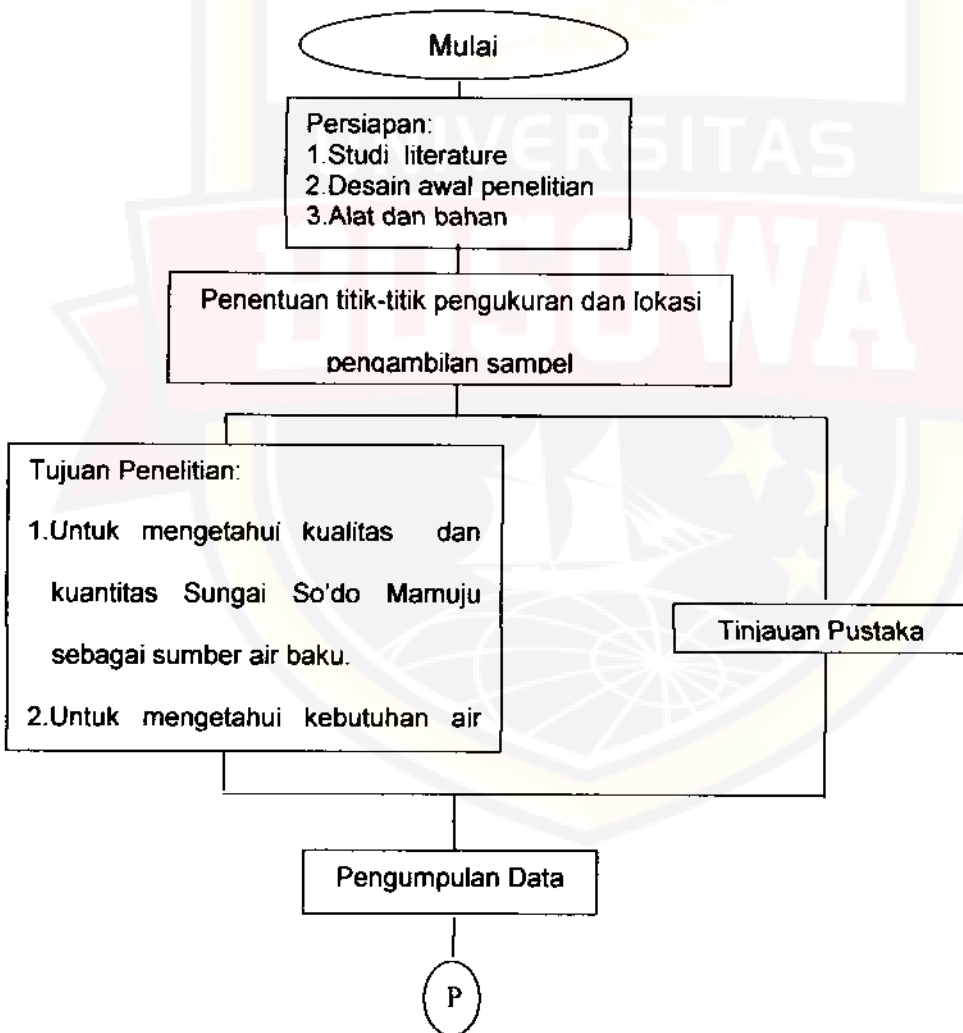 Mulai
Persiapan:
1.Studi literature
2.Desain awal penelitian
3.Alat dan bahan
UNIVERSITAS
BOSOWA
Penentuan titik-titik pengukuran dan lokasi
pengambilan sampel
Tujuan Penelitian:
1.Untuk mengetahui kualitas dan
kuantitas Sungai So'do Mamuju
sebagai sumber air baku.
2.Untuk mengetahui kebutuhan air
Tinjauan Pustaka
Pengumpulan Data
P